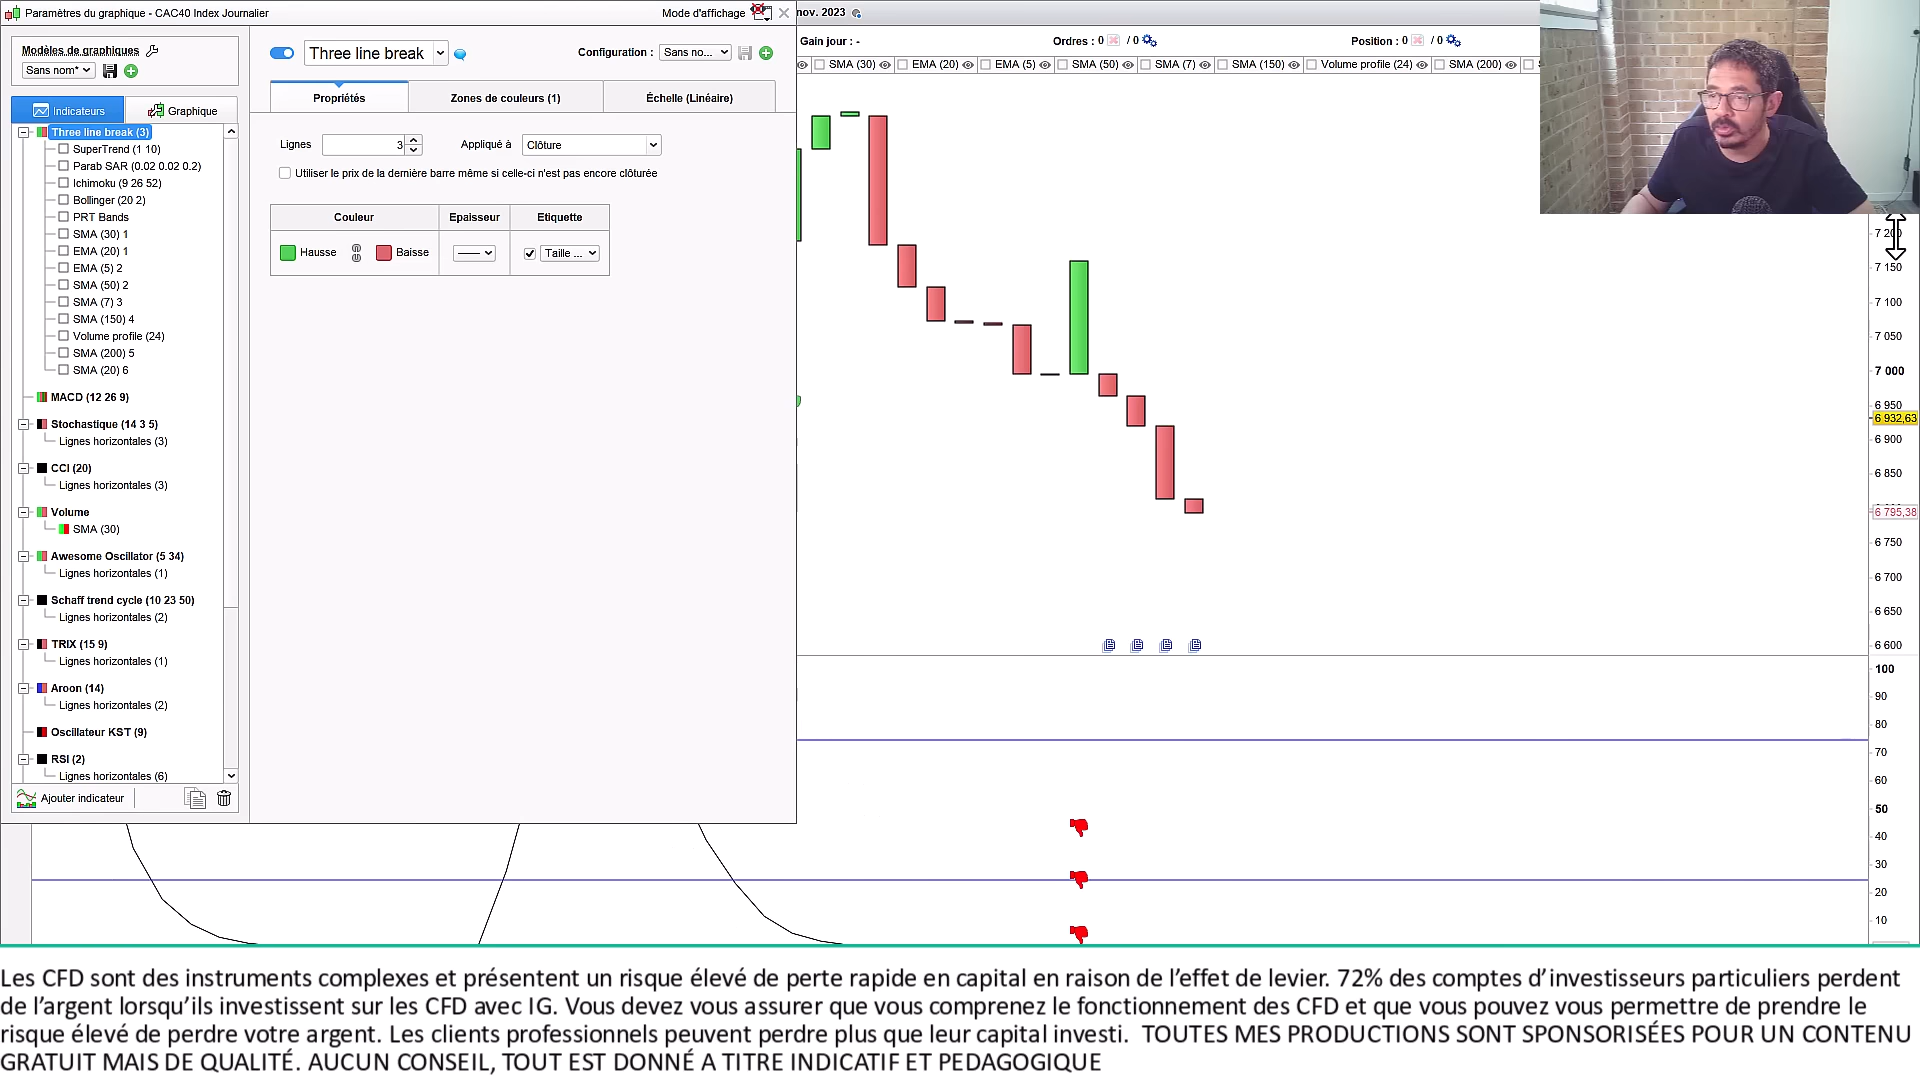 Paramètres du graphique - CAC40 Index Journalier
Mode d'affichage
Modèles de graphiques
Sans nom*
Indicateurs
Graphique
Three line break (3)
SuperTrend (1 10)
Parab SAR (0.02 0.02 0.2)
Ichimoku (9 26 52)
Bollinger (20 2)
PRT Bands
SMA (30) 1
EMA (20) 1
EMA (5) 2
SMA (50) 2
SMA (7) 3
SMA (150) 4
Volume profile (24)
SMA (200) 5
SMA (20) 6
MACD (12 26 9)
Stochastique (14 3 5)
Lignes horizontales (3)
CCI (20)
Lignes horizontales (3)
Volume
SMA (30)
Awesome Oscillator (5 34)
Lignes horizontales (1)
Schaff trend cycle (10 23 50)
Lignes horizontales (2)
TRIX (15 9)
Lignes horizontales (1)
Aroon (14)
Lignes horizontales (2)
Oscillateur KST (9)
RSI (2)
Lignes horizontales (6)
Ajouter indicateur
Three line break
Configuration :
Sans no...
Propriétés
Zones de couleurs (1)
Échelle (Linéaire)
Lignes
3
Appliqué à
Clôture
Utiliser le prix de la dernière barre même si celle-ci n'est pas encore clôturée
Couleur
Epaisseur
Etiquette
Hausse
Baisse
Taille ...
nov. 2023
Gain jour : -
Ordres : 0 / 0
Position : 0 / 0
SMA (30)
EMA (20)
EMA (5)
SMA (50)
SMA (7)
SMA (150)
Volume profile (24)
SMA (200)
7 200
7 150
7 100
7 050
7 000
6 950
6 932,63
6 900
6 850
6 795,38
6 750
6 700
6 650
6 600
100
90
80
70
60
50
40
30
20
10
Les CFD sont des instruments complexes et présentent un risque élevé de perte rapide en capital en raison de l'effet de levier. 72% des comptes d'investisseurs particuliers perdent
de l'argent lorsqu'ils investissent sur les CFD avec IG. Vous devez vous assurer que vous comprenez le fonctionnement des CFD et que vous pouvez vous permettre de prendre le
risque élevé de perdre votre argent. Les clients professionnels peuvent perdre plus que leur capital investi. TOUTES MES PRODUCTIONS SONT SPONSORISÉES POUR UN CONTENU
GRATUIT MAIS DE QUALITÉ. AUCUN CONSEIL, TOUT EST DONNÉ A TITRE INDICATIF ET PEDAGOGIQUE